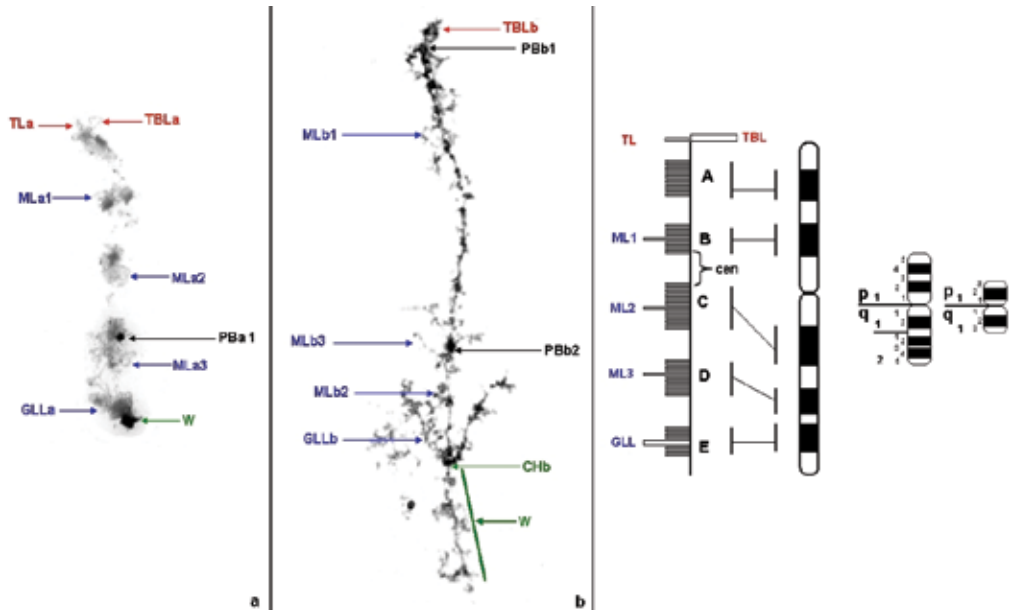 TLa
TBLa
MLa1
MLa2
PBa1
MLa3
GLLa
W
a
TBLb
PBb1
MLb1
MLb3
PBb2
MLb2
GLLb
CHb
W
b
TL
TBL
A
ML1
B
cen
ML2
C
ML3
D
GLL
E
p 1
q 1
2
p 1
q 1